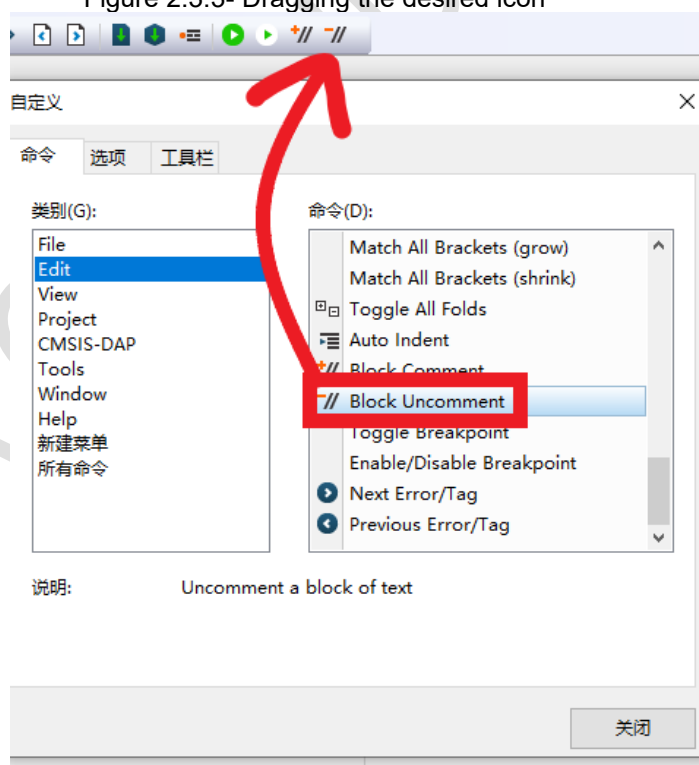 Figure 2.3.3- Dragging the desired icon
自定义
命令 选项 工具栏
类别(G):
File
Edit
View
Project
CMSIS-DAP
Tools
Window
Help
新建菜单
所有命令
命令(D):
Match All Brackets (grow)
Match All Brackets (shrink)
Toggle All Folds
Auto Indent
Block Comment
Block Uncomment
Toggle Breakpoint
Enable/Disable Breakpoint
Next Error/Tag
Previous Error/Tag
说明: Uncomment a block of text
关闭